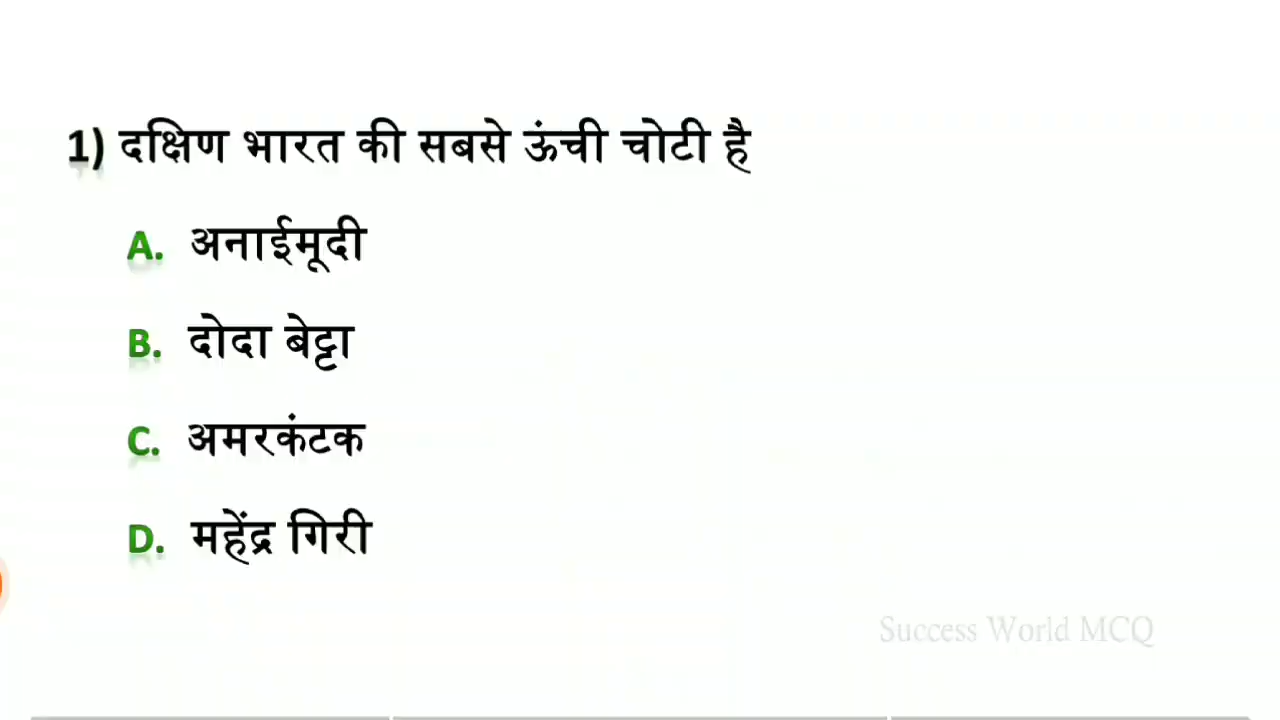 1) दक्षिण भारत की सबसे ऊंची चोटी है
A. अनाईमूदी
B. दोदा बेट्टा
C. अमरकंटक
D. महेंद्र गिरी
Success World MCQ